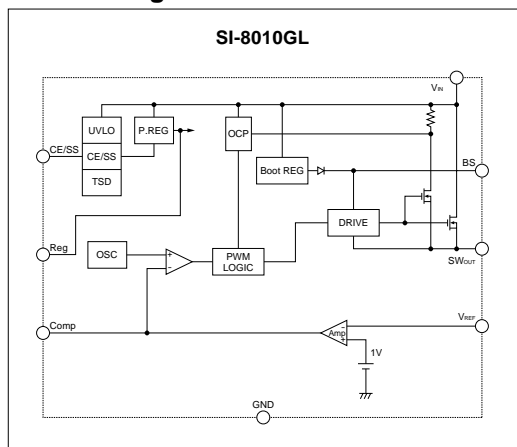 SI-8010GL
VIN
UVLO
P.REG
OCP
CE/SS
CE/SS
BS
Boot REG
TSD
DRIVE
Reg
OSC
+
−
PWM
LOGIC
SWOUT
Comp
Amp
−
+
VREF
1V
GND